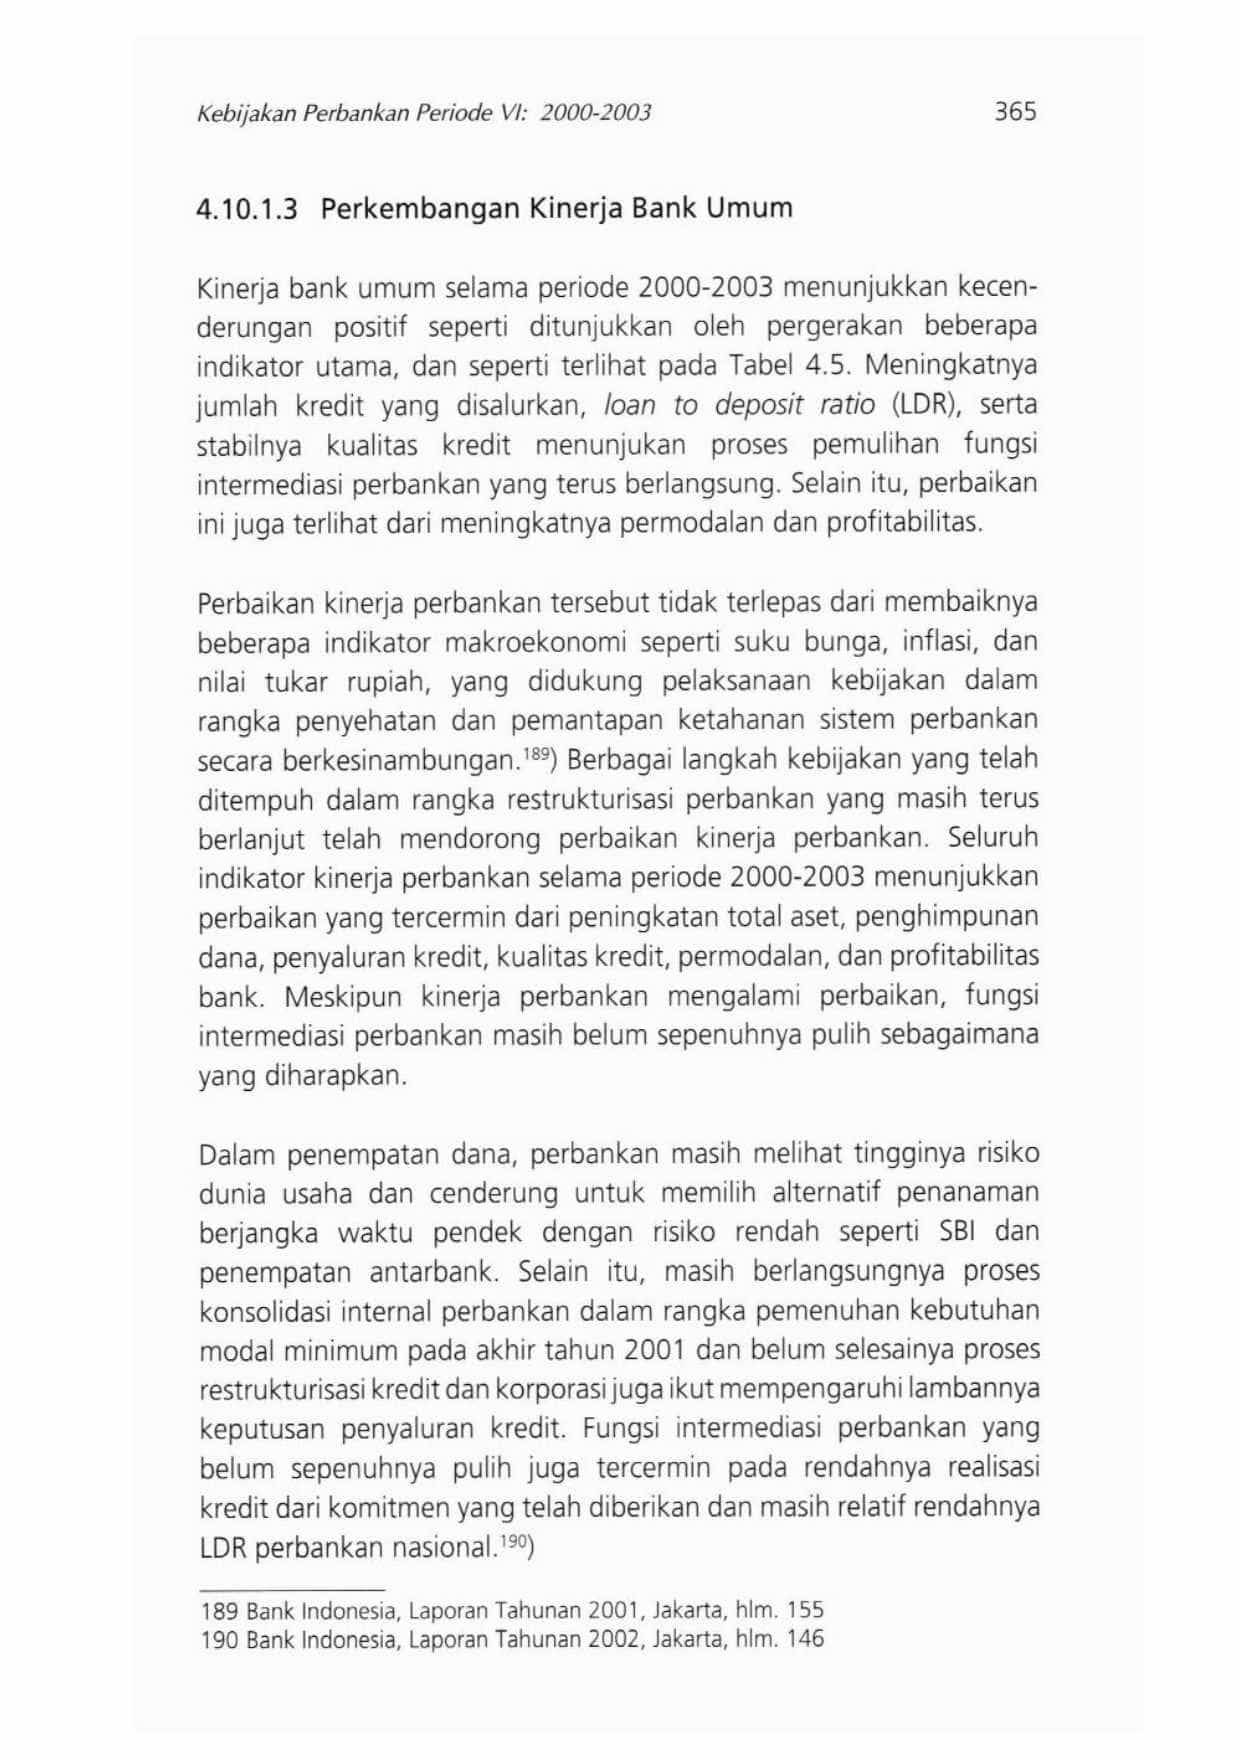 Kebijakan Perbankan Periode VI: 2000-2003 365
4.10.1.3 Perkembangan Kinerja Bank Umum
Kinerja bank umum selama periode 2000-2003 menunjukkan kecen-
derungan positif seperti ditunjukkan oleh pergerakan beberapa
indikator utama, dan seperti terlihat pada Tabel 4.5. Meningkatnya
jumlah kredit yang disalurkan, loan to deposit ratio (LDR), serta
stabilnya kualitas kredit menunjukan proses pemulihan fungsi
intermediasi perbankan yang terus berlangsung. Selain itu, perbaikan
ini juga terlihat dari meningkatnya permodalan dan profitabilitas.
Perbaikan kinerja perbankan tersebut tidak terlepas dari membaiknya
beberapa indikator makroekonomi seperti suku bunga, inflasi, dan
nilai tukar rupiah, yang didukung pelaksanaan kebijakan dalam
rangka penyehatan dan pemantapan ketahanan sistem perbankan
secara berkesinambungan.189) Berbagai langkah kebijakan yang telah
ditempuh dalam rangka restrukturisasi perbankan yang masih terus
berlanjut telah mendorong perbaikan kinerja perbankan. Seluruh
indikator kinerja perbankan selama periode 2000-2003 menunjukkan
perbaikan yang tercermin dari peningkatan total aset, penghimpunan
dana, penyaluran kredit, kualitas kredit, permodalan, dan profitabilitas
bank. Meskipun kinerja perbankan mengalami perbaikan, fungsi
intermediasi perbankan masih belum sepenuhnya pulih sebagaimana
yang diharapkan.
Dalam penempatan dana, perbankan masih melihat tingginya risiko
dunia usaha dan cenderung untuk memilih alternatif penanaman
berjangka waktu pendek dengan risiko rendah seperti SBI dan
penempatan antarbank. Selain itu, masih berlangsungnya proses
konsolidasi internal perbankan dalam rangka pemenuhan kebutuhan
modal minimum pada akhir tahun 2001 dan belum selesainya proses
restrukturisasi kredit dan korporasi juga ikut mempengaruhi lambannya
keputusan penyaluran kredit. Fungsi intermediasi perbankan yang
belum sepenuhnya pulih juga tercermin pada rendahnya realisasi
kredit dari komitmen yang telah diberikan dan masih relatif rendahnya
LDR perbankan nasional.190)
189 Bank Indonesia, Laporan Tahunan 2001, Jakarta, hlm. 155
190 Bank Indonesia, Laporan Tahunan 2002, Jakarta, hlm. 146